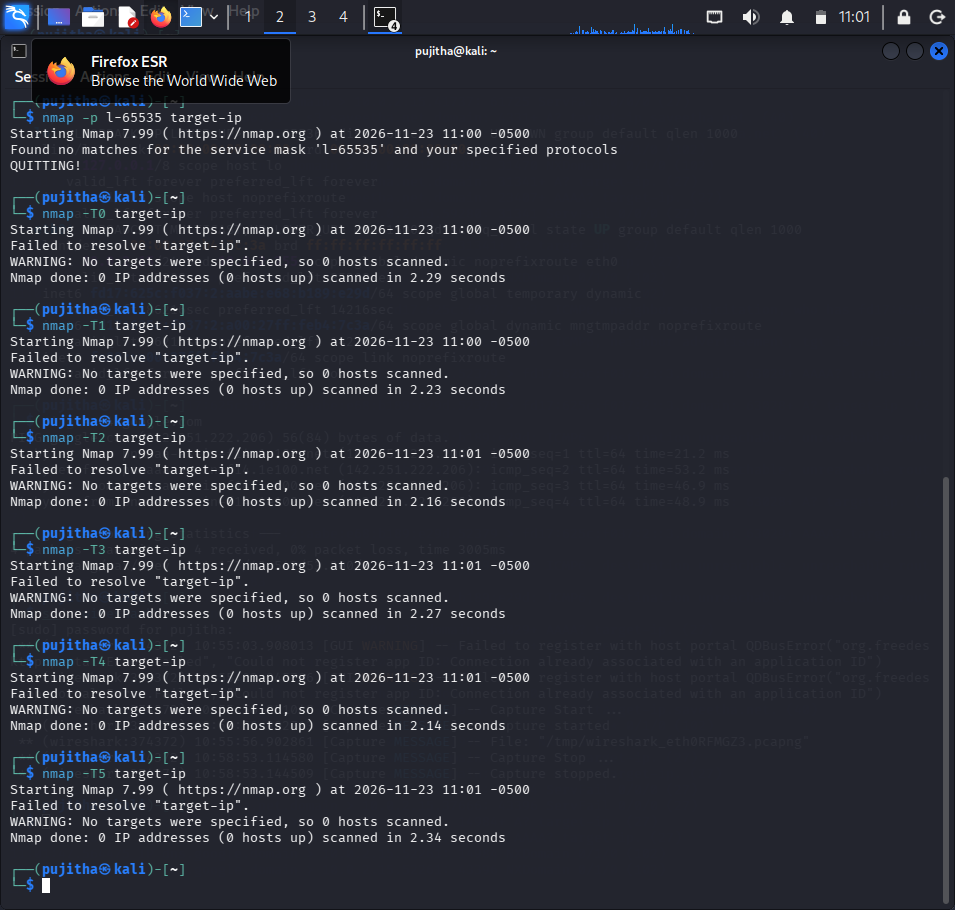 1 2 3 4 4 11:01
pujitha@kali: ~
Firefox ESR
Browse the World Wide Web
┌──(pujitha㉿kali)-[~]
└─$ nmap -p l-65535 target-ip
Starting Nmap 7.99 ( https://nmap.org ) at 2026-11-23 11:00 -0500
Found no matches for the service mask 'l-65535' and your specified protocols
QUITTING!
┌──(pujitha㉿kali)-[~]
└─$ nmap -T0 target-ip
Starting Nmap 7.99 ( https://nmap.org ) at 2026-11-23 11:00 -0500
Failed to resolve "target-ip".
WARNING: No targets were specified, so 0 hosts scanned.
Nmap done: 0 IP addresses (0 hosts up) scanned in 2.29 seconds
┌──(pujitha㉿kali)-[~]
└─$ nmap -T1 target-ip
Starting Nmap 7.99 ( https://nmap.org ) at 2026-11-23 11:00 -0500
Failed to resolve "target-ip".
WARNING: No targets were specified, so 0 hosts scanned.
Nmap done: 0 IP addresses (0 hosts up) scanned in 2.23 seconds
┌──(pujitha㉿kali)-[~]
└─$ nmap -T2 target-ip
Starting Nmap 7.99 ( https://nmap.org ) at 2026-11-23 11:01 -0500
Failed to resolve "target-ip".
WARNING: No targets were specified, so 0 hosts scanned.
Nmap done: 0 IP addresses (0 hosts up) scanned in 2.16 seconds
┌──(pujitha㉿kali)-[~]
└─$ nmap -T3 target-ip
Starting Nmap 7.99 ( https://nmap.org ) at 2026-11-23 11:01 -0500
Failed to resolve "target-ip".
WARNING: No targets were specified, so 0 hosts scanned.
Nmap done: 0 IP addresses (0 hosts up) scanned in 2.27 seconds
┌──(pujitha㉿kali)-[~]
└─$ nmap -T4 target-ip
Starting Nmap 7.99 ( https://nmap.org ) at 2026-11-23 11:01 -0500
Failed to resolve "target-ip".
WARNING: No targets were specified, so 0 hosts scanned.
Nmap done: 0 IP addresses (0 hosts up) scanned in 2.14 seconds
┌──(pujitha㉿kali)-[~]
└─$ nmap -T5 target-ip
Starting Nmap 7.99 ( https://nmap.org ) at 2026-11-23 11:01 -0500
Failed to resolve "target-ip".
WARNING: No targets were specified, so 0 hosts scanned.
Nmap done: 0 IP addresses (0 hosts up) scanned in 2.34 seconds
┌──(pujitha㉿kali)-[~]
└─$